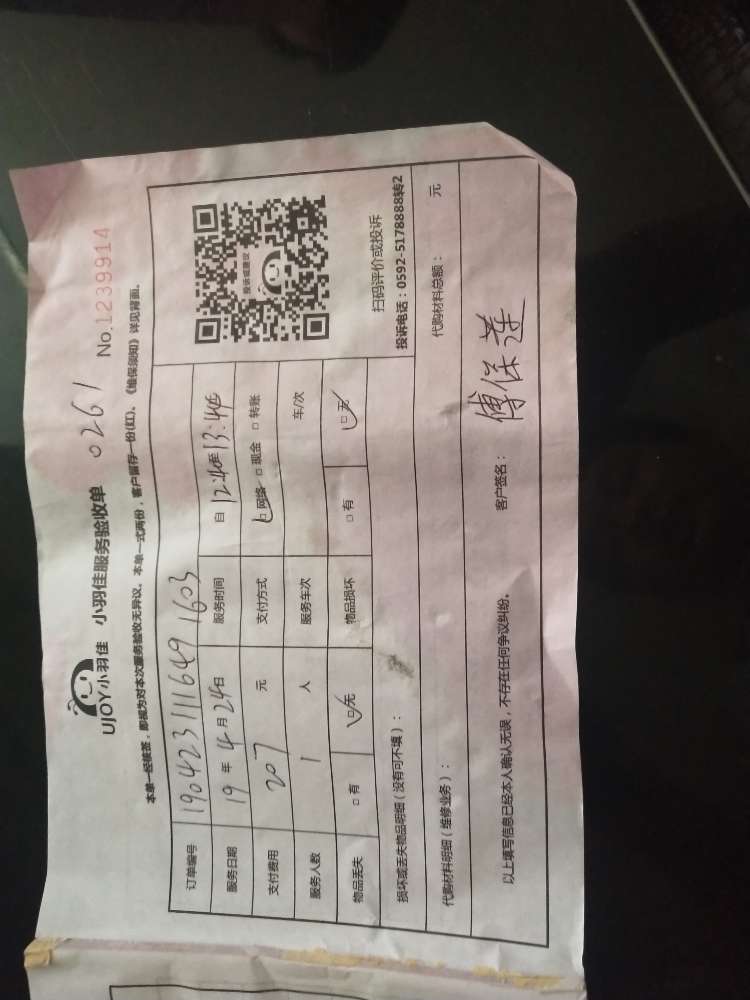 UJOY小羽佳 小羽佳服务验收单 0261 No.1239914
本单一经核签，即视为对本次服务验收无异议。本单一式两份，客户留存一份(红)。《维保须知》详见背面。
订单编号 190423111649 1603
服务日期 19 年 4 月 24 日 服务时间 自 12:40 至 13:44
支付费用 207 元 支付方式 □ 网络 □ 现金 □ 转账
服务人数 1 人 服务车次 车/次
物品丢失 □ 有 □ 无 物品损坏 □ 有 □ 无
投诉或建议
扫码评价或投诉
投诉电话：0592-5178888转2
损坏或丢失物品明细（没有可不填）：
代购材料明细（维修业务）： 代购材料总额： 元
以上填写信息已经本人确认无误，不存在任何争议纠纷。 客户签名： 傅保莲